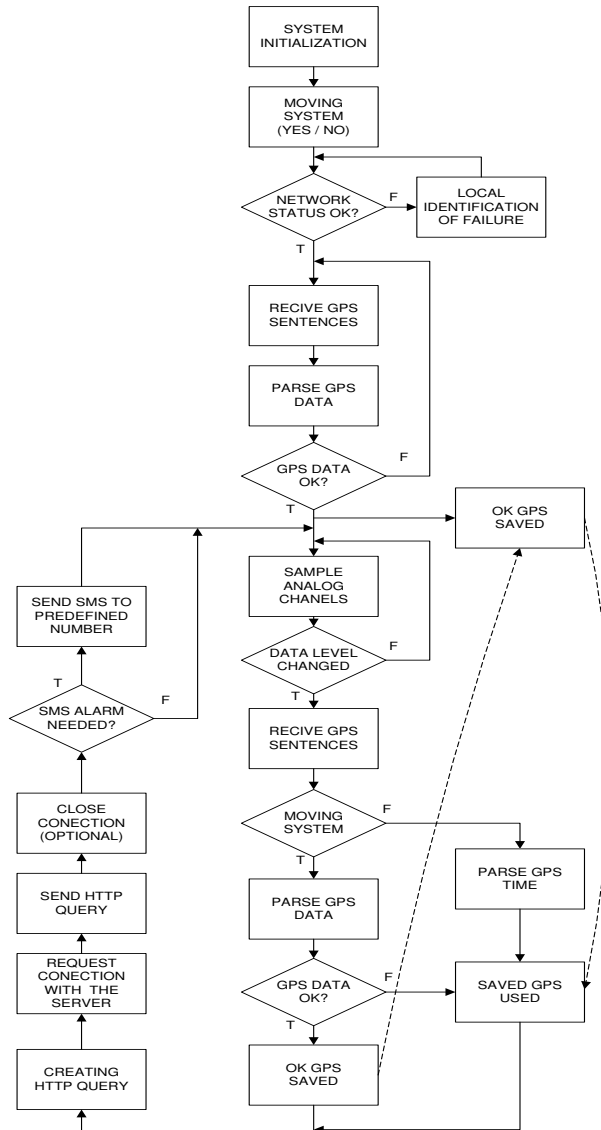 SYSTEM
INITIALIZATION
MOVING
SYSTEM
(YES / NO)
NETWORK
STATUS OK?
F
LOCAL
IDENTIFICATION
OF FAILURE
T
RECIVE GPS
SENTENCES
PARSE GPS
DATA
GPS DATA
OK?
F
T
OK GPS
SAVED
SAMPLE
ANALOG
CHANELS
SEND SMS TO
PREDEFINED
NUMBER
DATA LEVEL
CHANGED
F
T
T
F
SMS ALARM
NEEDED?
RECIVE GPS
SENTENCES
CLOSE
CONECTION
(OPTIONAL)
MOVING
SYSTEM
F
T
PARSE GPS
TIME
SEND HTTP
QUERY
PARSE GPS
DATA
REQUEST
CONECTION
WITH THE
SERVER
GPS DATA
OK?
F
T
SAVED GPS
USED
CREATING
HTTP QUERY
OK GPS
SAVED